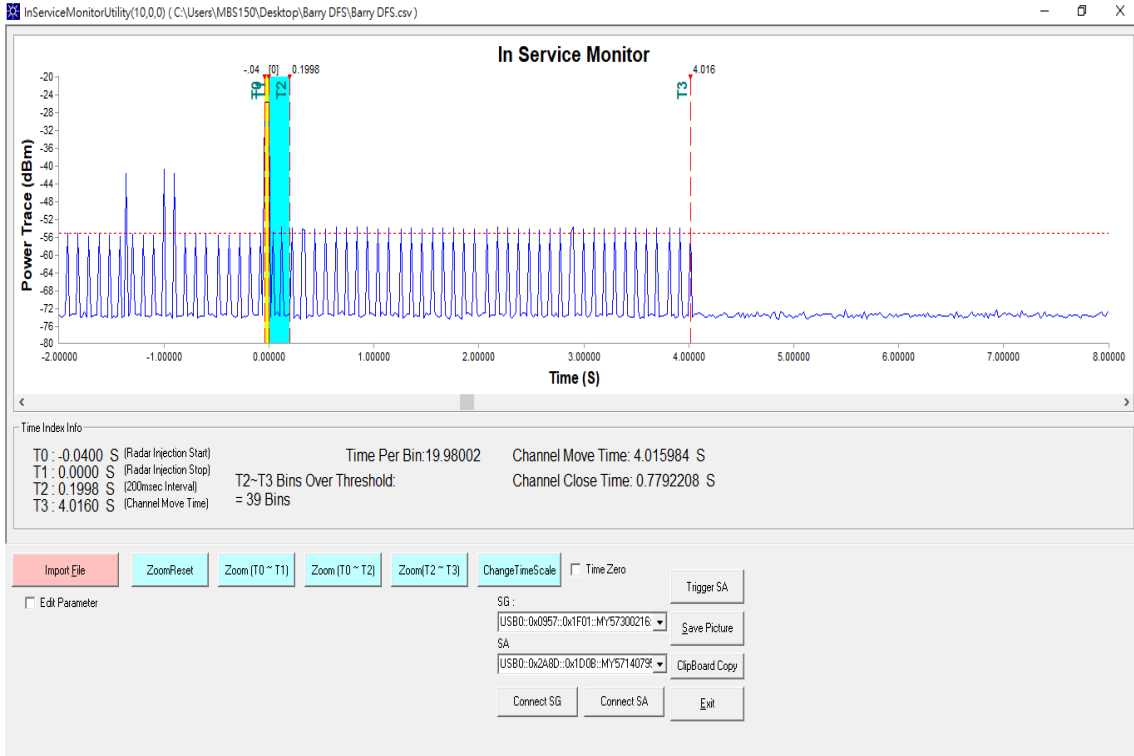 InServiceMonitorUtility(10,0,0) ( C:\Users\MBS150\Desktop\Barry DFS\Barry DFS.csv )
In Service Monitor
-.04 [0] 0.1998 4.016
T0 T1 T2 T3
Power Trace (dBm)
-20
-24
-28
-32
-36
-40
-44
-48
-52
-56
-60
-64
-68
-72
-76
-80
-2.00000 -1.00000 0.00000 1.00000 2.00000 3.00000 4.00000 5.00000 6.00000 7.00000 8.00000
Time (S)
Time Index Info
T0 : -0.0400 S (Radar Injection Start)
T1 : 0.0000 S (Radar Injection Stop)
T2 : 0.1998 S (200msec Interval)
T3 : 4.0160 S (Channel Move Time)
Time Per Bin:19.98002
T2~T3 Bins Over Threshold:
= 39 Bins
Channel Move Time: 4.015984 S
Channel Close Time: 0.7792208 S
Import File ZoomReset Zoom (T0 ~ T1) Zoom (T0 ~ T2) Zoom(T2 ~ T3) ChangeTimeScale Time Zero
Edit Parameter
SG :
USB0::0x0957::0x1F01::MY57300216:
SA
USB0::0x2A8D::0x1D0B::MY5714079
Connect SG Connect SA
Trigger SA
Save Picture
ClipBoard Copy
Exit